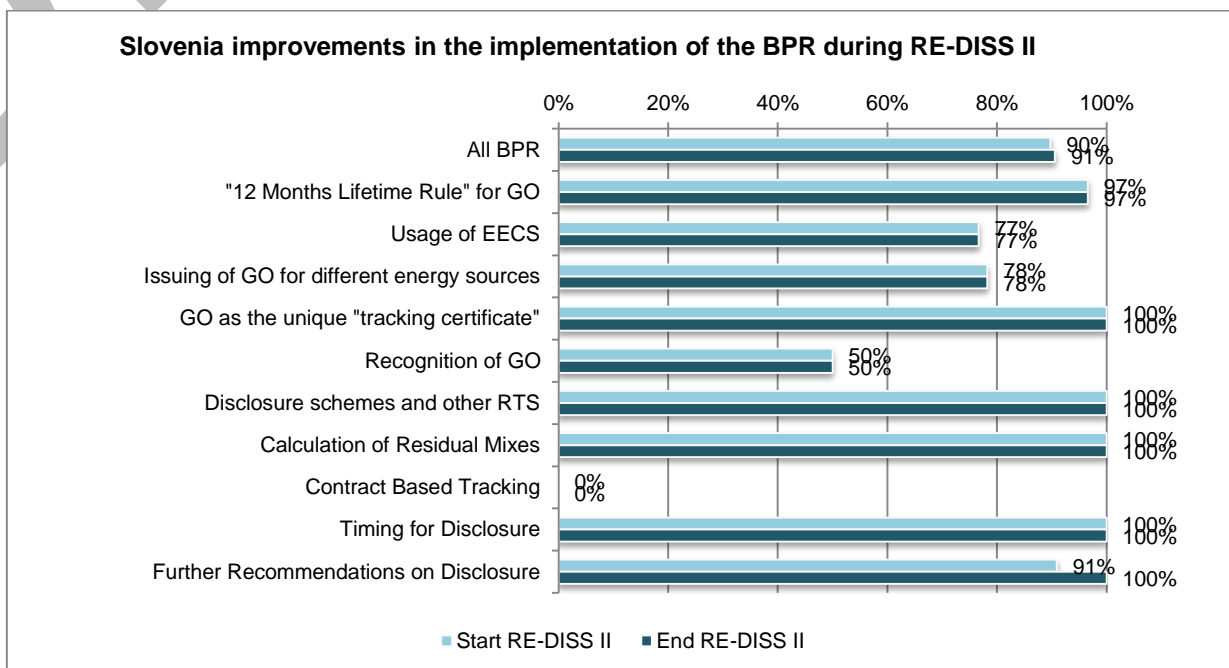 Slovenia improvements in the implementation of the BPR during RE-DISS II
0% 20% 40% 60% 80% 100%
All BPR 90%
91%
"12 Months Lifetime Rule" for GO 97%
97%
Usage of EECS 77%
77%
Issuing of GO for different energy sources 78%
78%
GO as the unique "tracking certificate" 100%
100%
Recognition of GO 50%
50%
Disclosure schemes and other RTS 100%
100%
Calculation of Residual Mixes 100%
100%
Contract Based Tracking 0%
0%
Timing for Disclosure 100%
100%
Further Recommendations on Disclosure 91%
100%
Start RE-DISS II End RE-DISS II